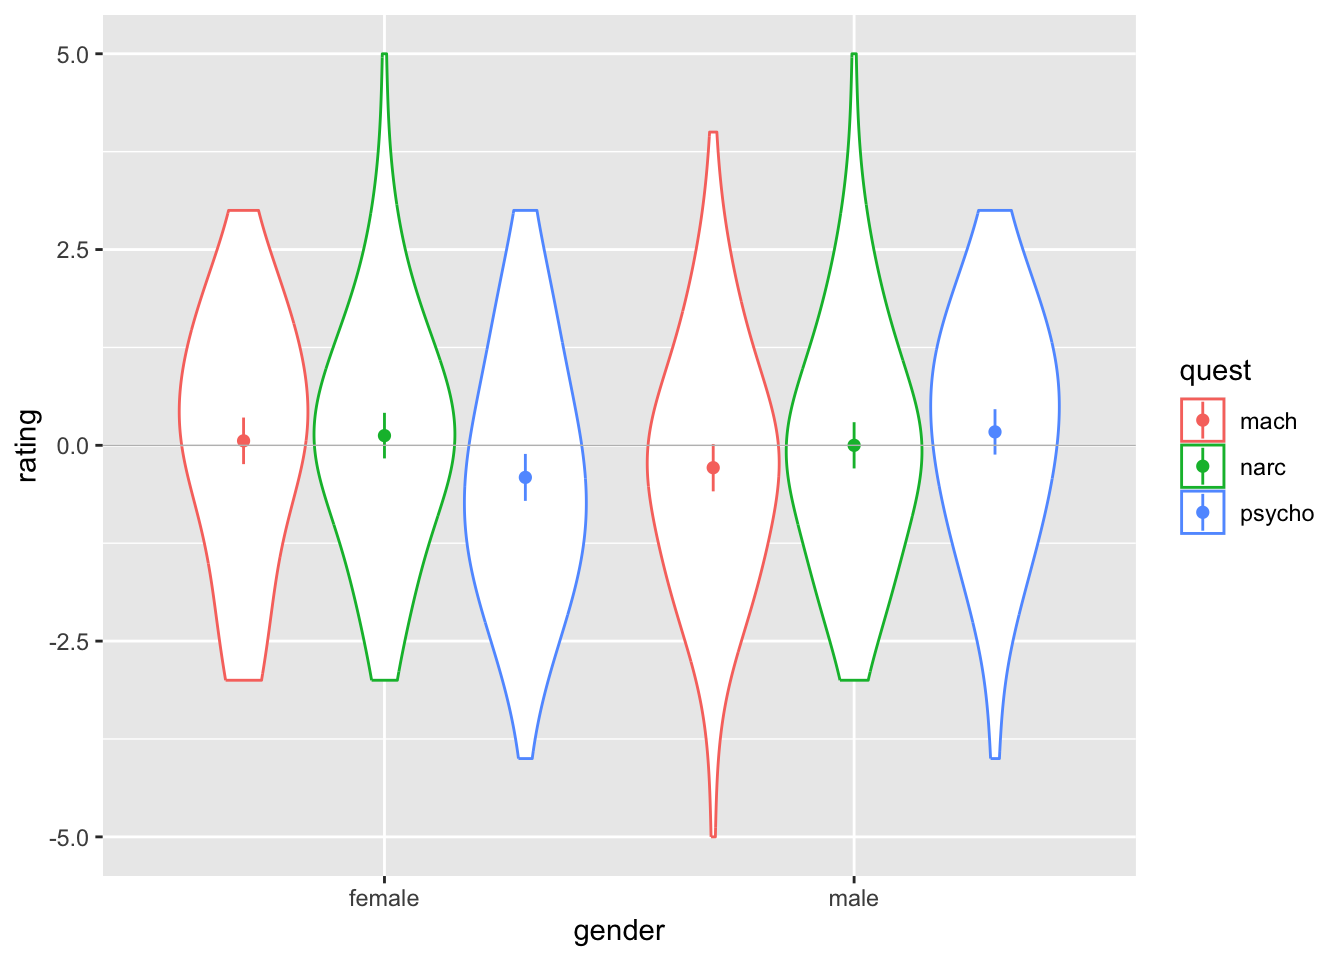 5.0
2.5
0.0
-2.5
-5.0
rating
female
male
gender
quest
mach
narc
psycho